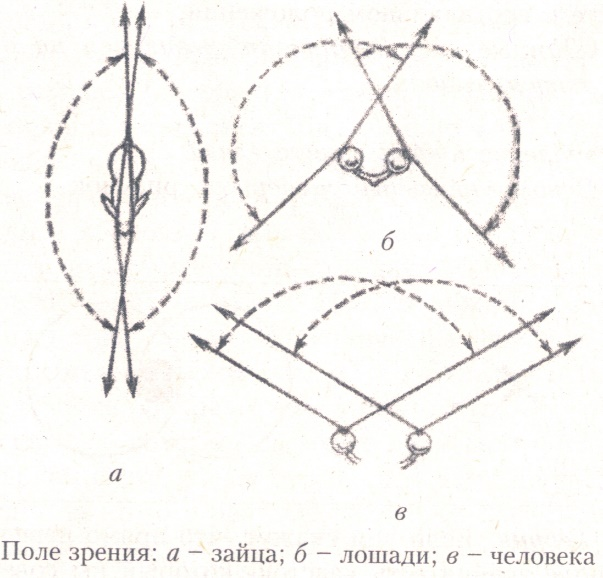 б
а
в
Поле зрения: а – зайца; б – лошади; в – человека